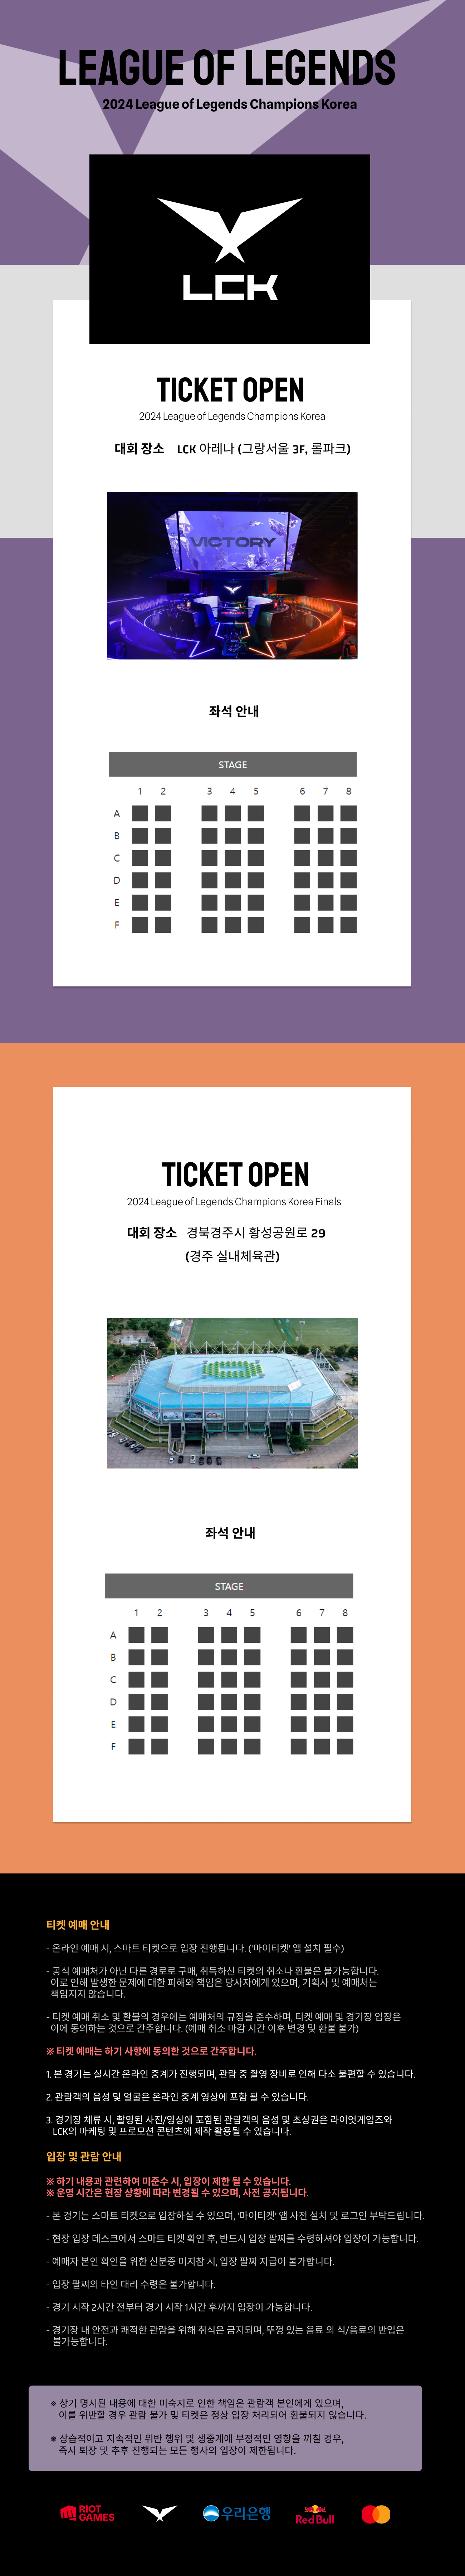 LEAGUE OF LEGENDS
2024 League of Legends Champions Korea
LCK
TICKET OPEN
2024 League of Legends Champions Korea
대회 장소 LCK 아레나 (그랑서울 3F, 롤파크)
VICTORY
좌석 안내
STAGE
1 2 3 4 5 6 7 8
A
B
C
D
E
F
TICKET OPEN
2024 League of Legends Champions Korea Finals
대회 장소 경북경주시 황성공원로 29
(경주 실내체육관)
좌석 안내
STAGE
1 2 3 4 5 6 7 8
A
B
C
D
E
F
티켓 예매 안내
- 온라인 예매 시, 스마트 티켓으로 입장 진행됩니다. ('마이티켓' 앱 설치 필수)
- 공식 예매처가 아닌 다른 경로로 구매, 취득하신 티켓의 취소나 환불은 불가능합니다.
이로 인해 발생한 문제에 대한 피해와 책임은 당사자에게 있으며, 기획사 및 예매처는
책임지지 않습니다.
- 티켓 예매 취소 및 환불의 경우에는 예매처의 규정을 준수하며, 티켓 예매 및 경기장 입장은
이에 동의하는 것으로 간주합니다. (예매 취소 마감 시간 이후 변경 및 환불 불가)
※ 티켓 예매는 하기 사항에 동의한 것으로 간주합니다.
1. 본 경기는 실시간 온라인 중계가 진행되며, 관람 중 촬영 장비로 인해 다소 불편할 수 있습니다.
2. 관람객의 음성 및 얼굴은 온라인 중계 영상에 포함 될 수 있습니다.
3. 경기장 체류 시, 촬영된 사진/영상에 포함된 관람객의 음성 및 초상권은 라이엇게임즈와
LCK의 마케팅 및 프로모션 콘텐츠에 제작 활용될 수 있습니다.
입장 및 관람 안내
※ 하기 내용과 관련하여 미준수 시, 입장이 제한 될 수 있습니다.
※ 운영 시간은 현장 상황에 따라 변경될 수 있으며, 사전 공지됩니다.
- 본 경기는 스마트 티켓으로 입장하실 수 있으며, '마이티켓' 앱 사전 설치 및 로그인 부탁드립니다.
- 현장 입장 데스크에서 스마트 티켓 확인 후, 반드시 입장 팔찌를 수령하셔야 입장이 가능합니다.
- 예매자 본인 확인을 위한 신분증 미지참 시, 입장 팔찌 지급이 불가합니다.
- 입장 팔찌의 타인 대리 수령은 불가합니다.
- 경기 시작 2시간 전부터 경기 시작 1시간 후까지 입장이 가능합니다.
- 경기장 내 안전과 쾌적한 관람을 위해 취식은 금지되며, 뚜껑 있는 음료 외 식/음료의 반입은
불가능합니다.
※ 상기 명시된 내용에 대한 미숙지로 인한 책임은 관람객 본인에게 있으며,
이를 위반할 경우 관람 불가 및 티켓은 정상 입장 처리되어 환불되지 않습니다.
※ 상습적이고 지속적인 위반 행위 및 생중계에 부정적인 영향을 끼칠 경우,
즉시 퇴장 및 추후 진행되는 모든 행사의 입장이 제한됩니다.
RIOT
GAMES
우리은행
Red Bull